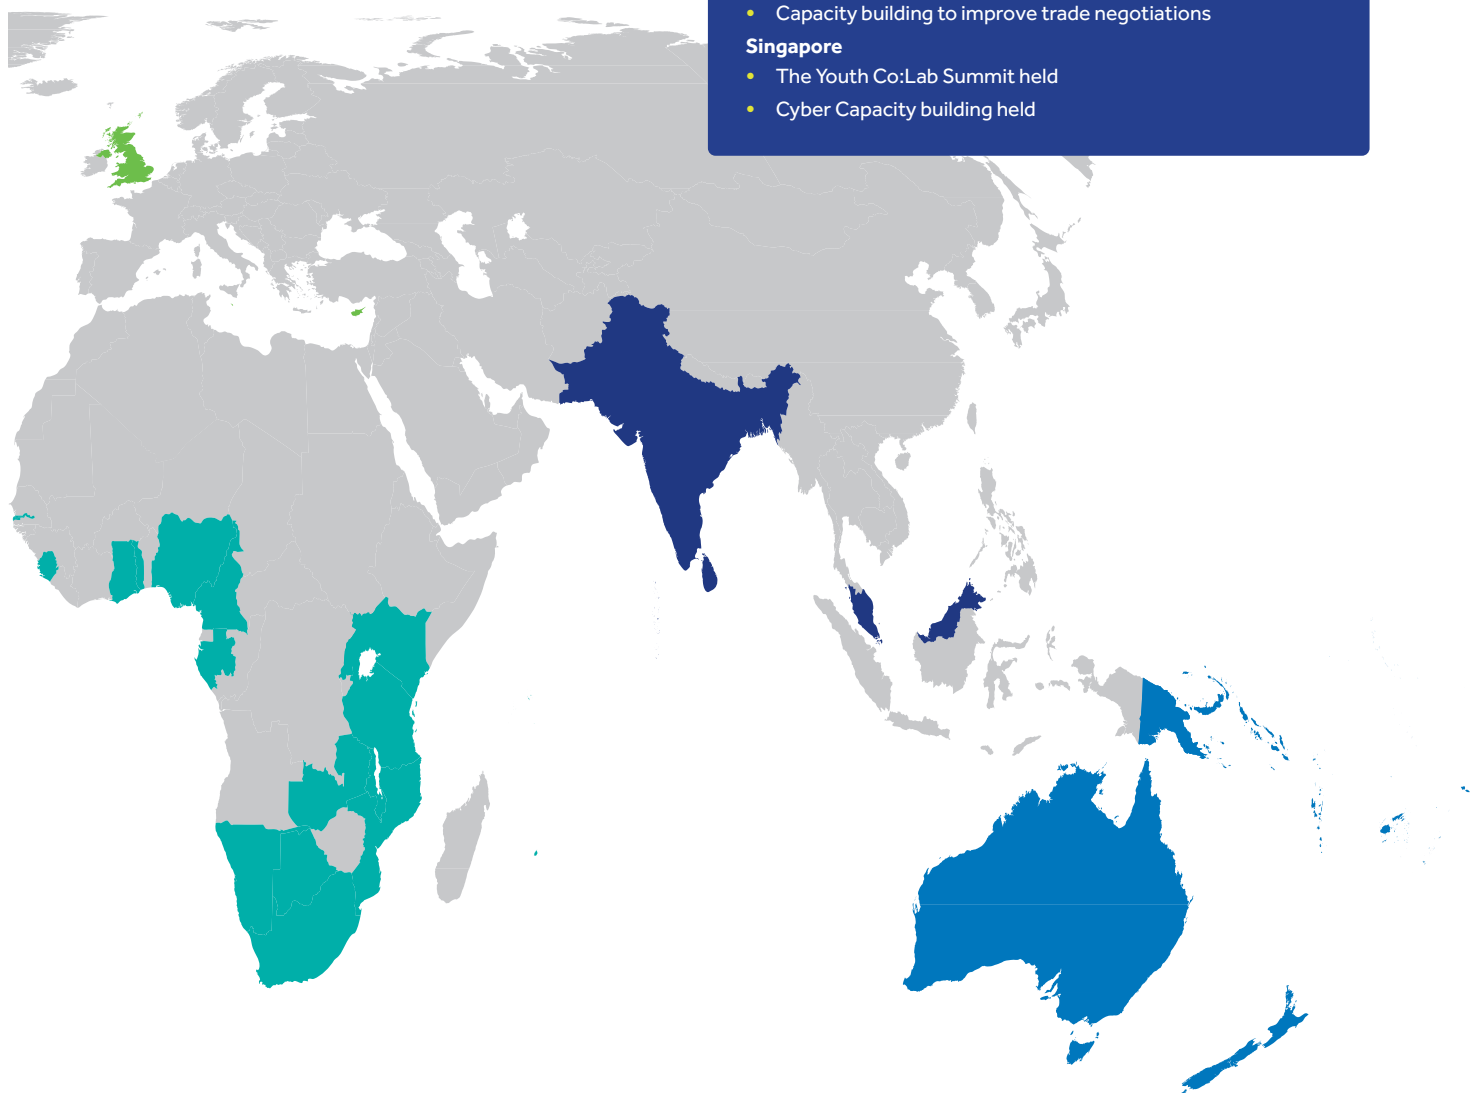 • Capacity building to improve trade negotiations
Singapore
• The Youth Co:Lab Summit held
• Cyber Capacity building held